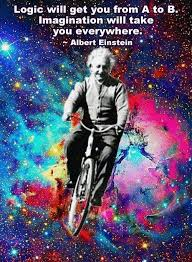 Logic will get you from A to B.
Imagination will take
you everywhere.
~ Albert Einstein